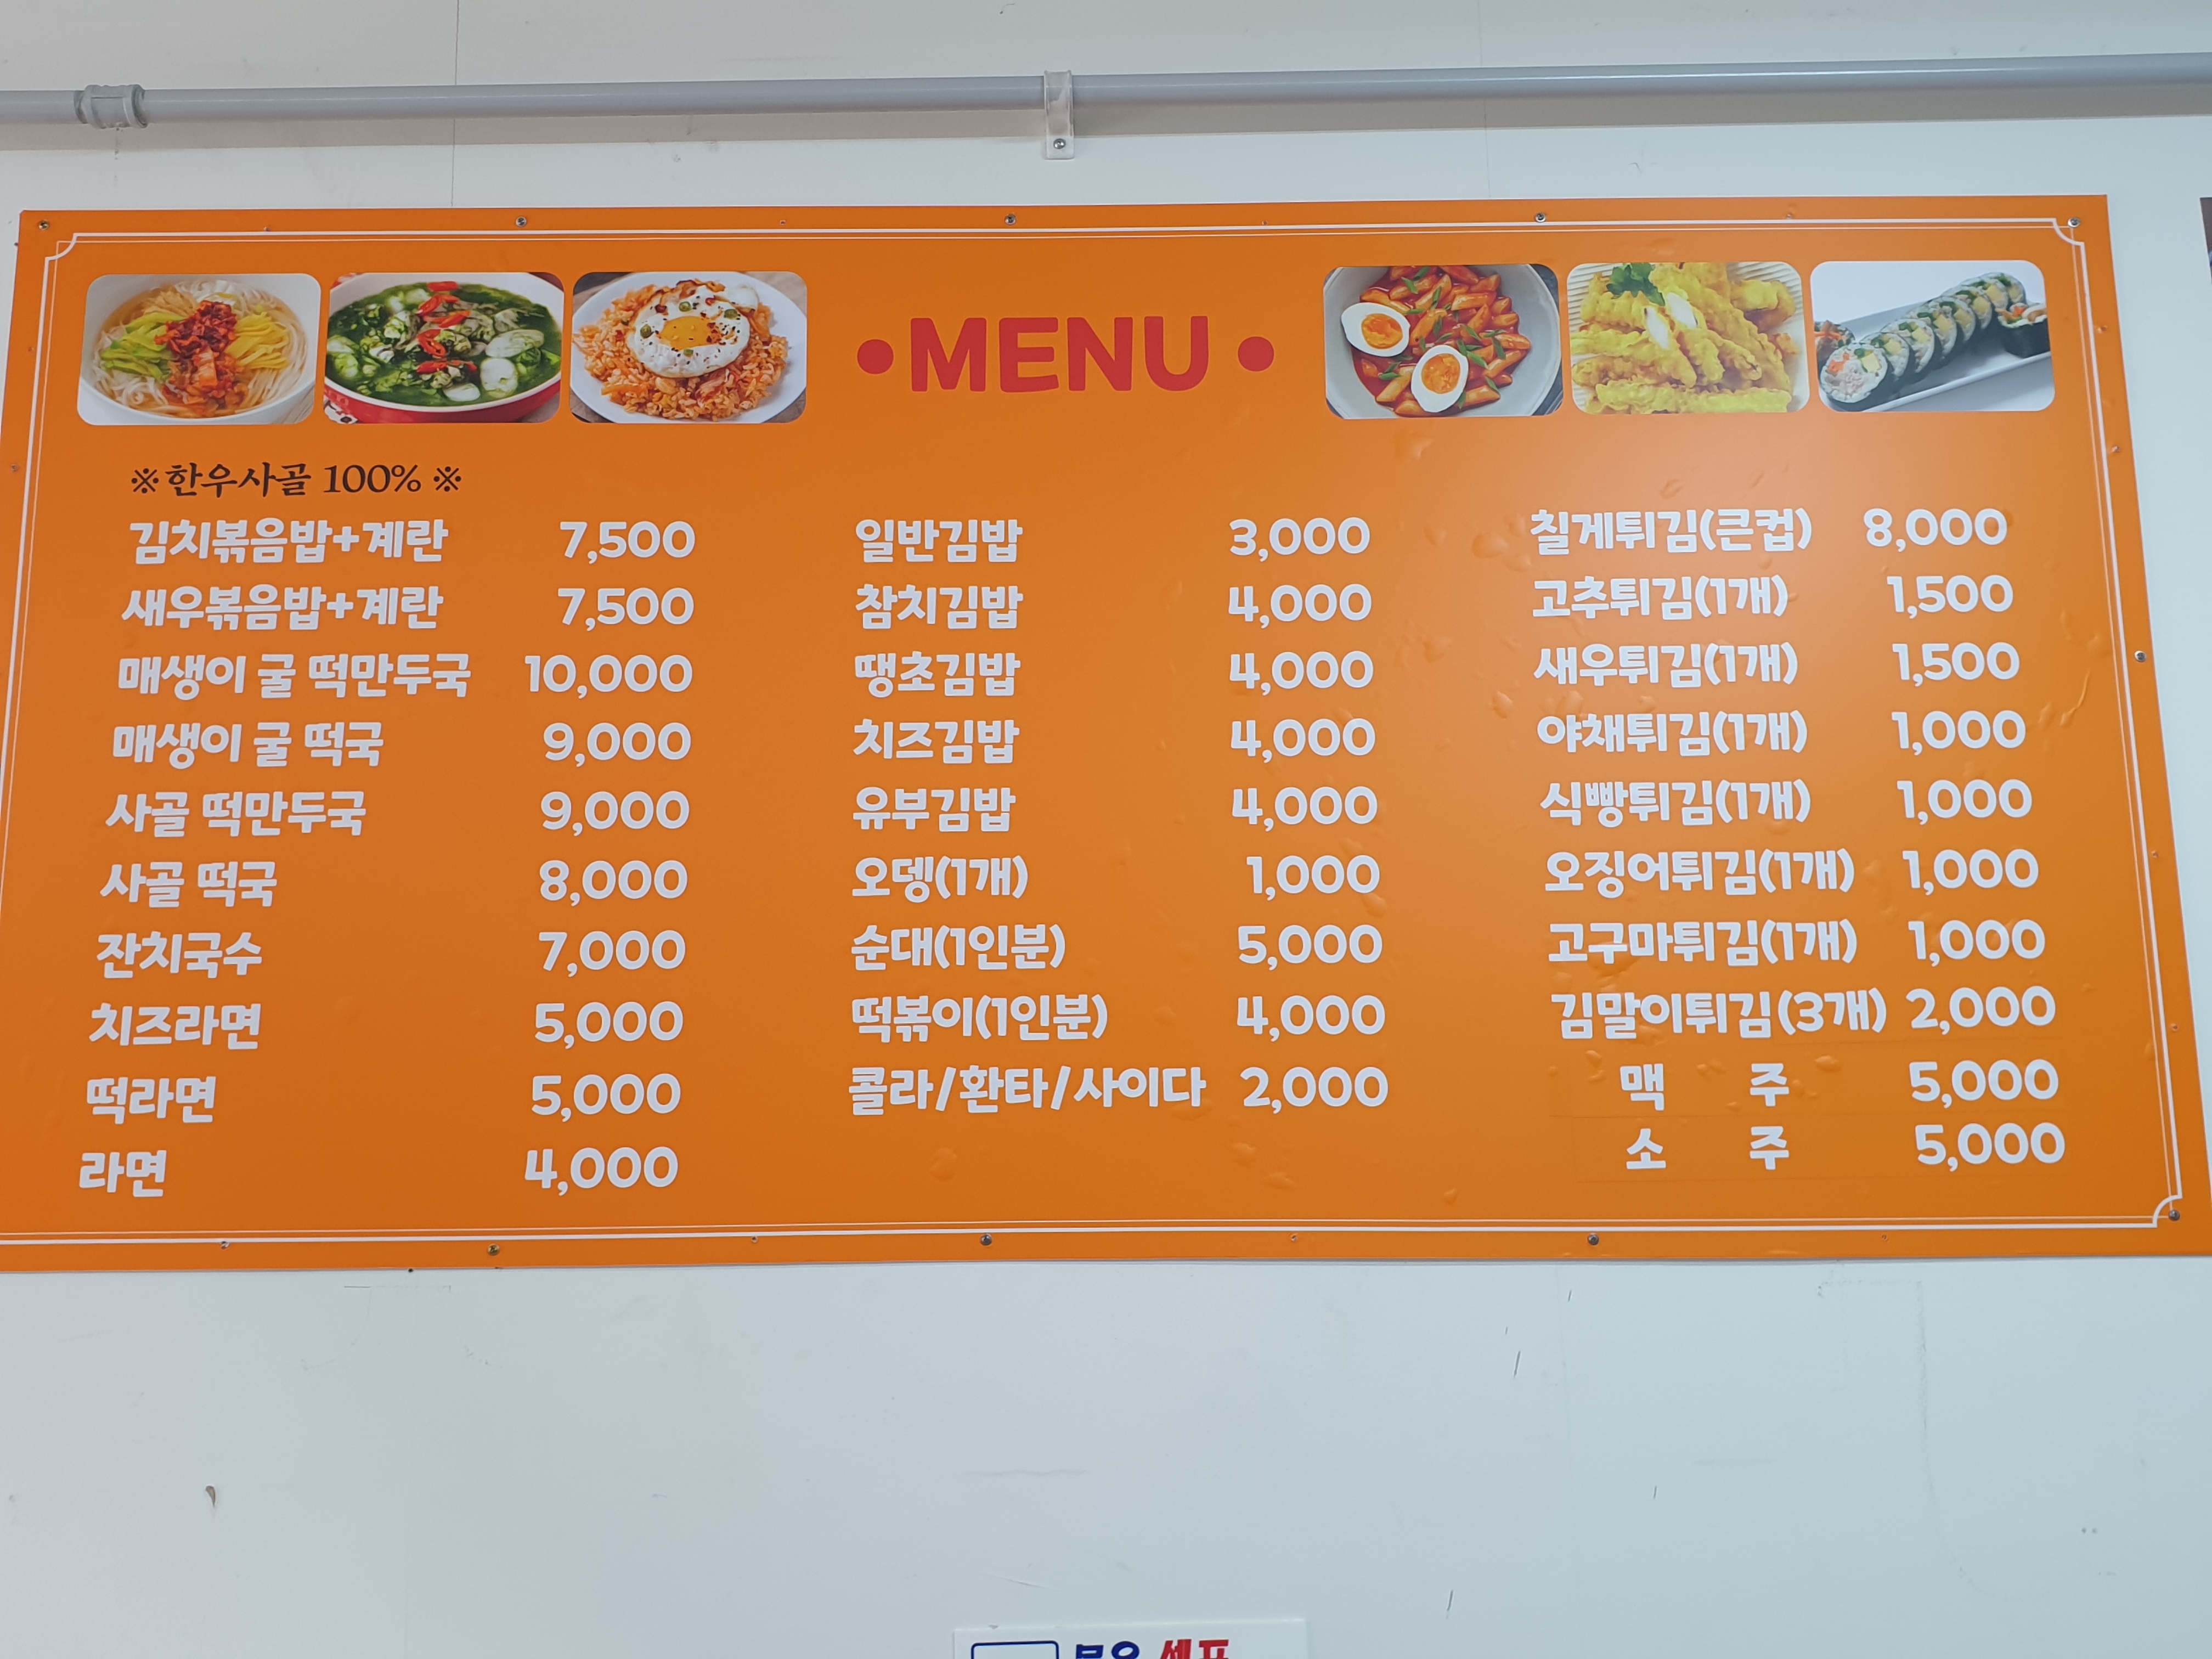 •MENU•
※한우사골 100% ※
김치볶음밥+계란 7,500
새우볶음밥+계란 7,500
매생이 굴 떡만두국 10,000
매생이 굴 떡국 9,000
사골 떡만두국 9,000
사골 떡국 8,000
잔치국수 7,000
치즈라면 5,000
떡라면 5,000
라면 4,000
일반김밥 3,000
참치김밥 4,000
땡초김밥 4,000
치즈김밥 4,000
유부김밥 4,000
오뎅(1개) 1,000
순대(1인분) 5,000
떡볶이(1인분) 4,000
콜라/환타/사이다 2,000
칠게튀김(큰컵) 8,000
고추튀김(1개) 1,500
새우튀김(1개) 1,500
야채튀김(1개) 1,000
식빵튀김(1개) 1,000
오징어튀김(1개) 1,000
고구마튀김(1개) 1,000
김말이튀김(3개) 2,000
맥 주 5,000
소 주 5,000